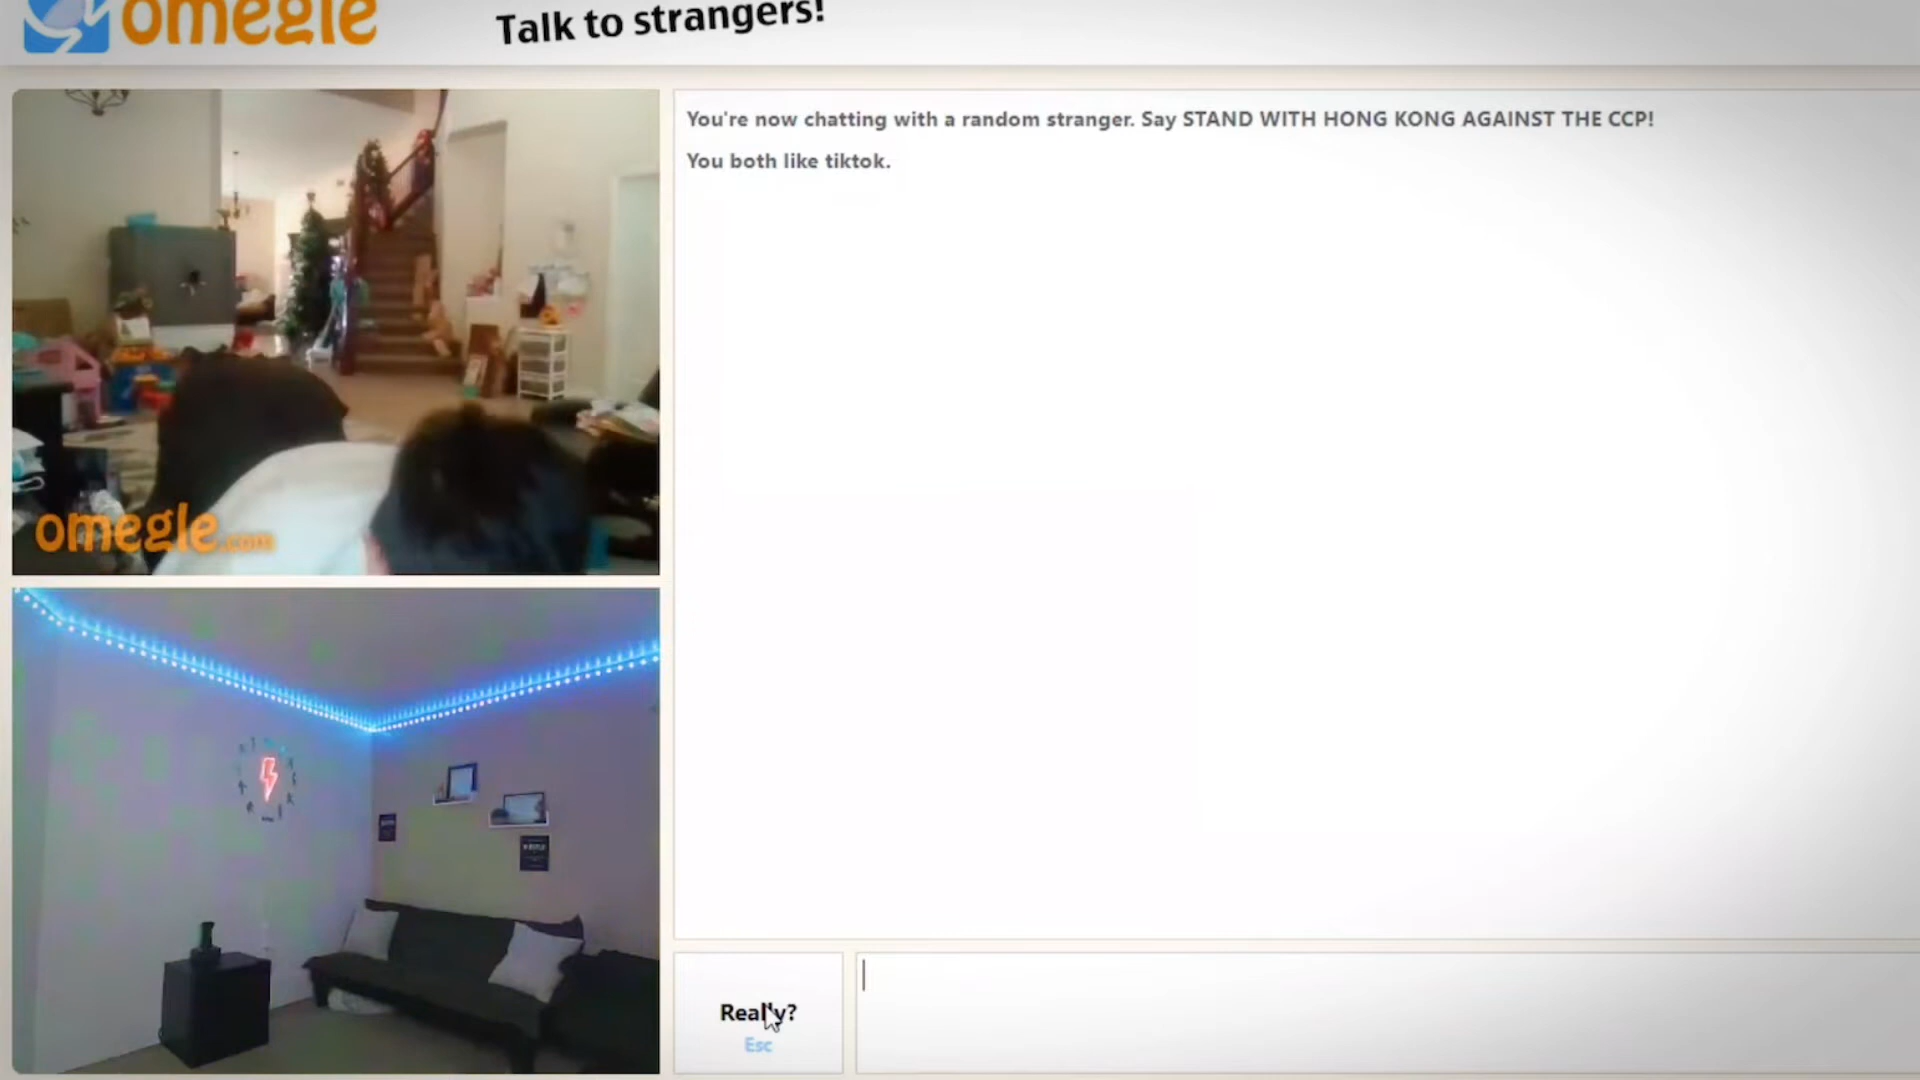 omegle
Talk to strangers!
You're now chatting with a random stranger. Say STAND WITH HONG KONG AGAINST THE CCP!
You both like tiktok.
omegle.com
Really?
Esc